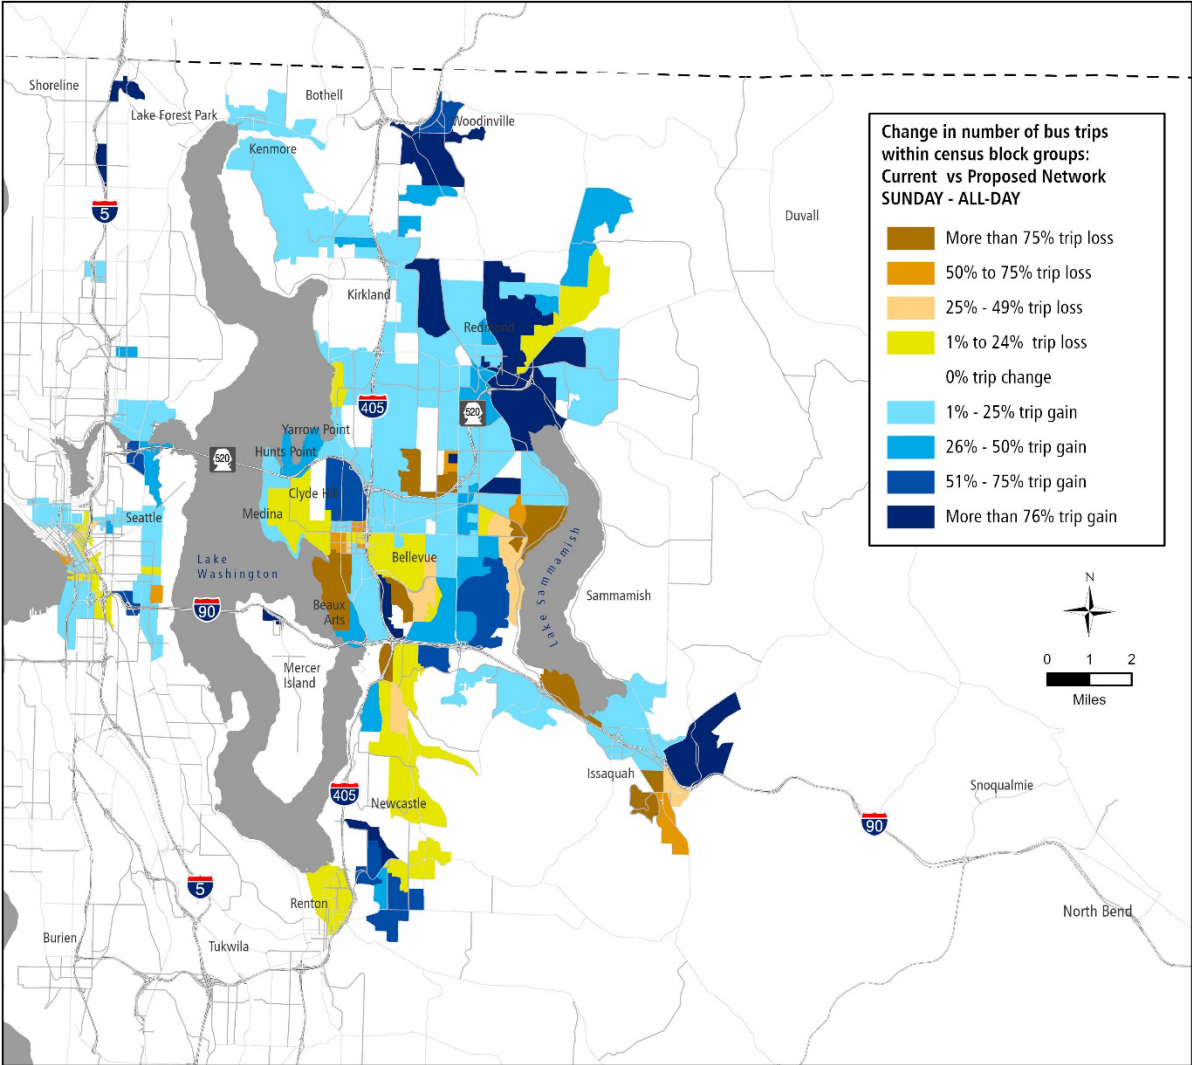 Shoreline
Bothell
Lake Forest Park
Woodinville
Kenmore
5
Duvall
Change in number of bus trips
within census block groups:
Current vs Proposed Network
SUNDAY - ALL-DAY
More than 75% trip loss
50% to 75% trip loss
25% - 49% trip loss
1% to 24% trip loss
0% trip change
1% - 25% trip gain
26% - 50% trip gain
51% - 75% trip gain
More than 76% trip gain
Kirkland
Redmond
405
520
Yarrow Point
Hunts Point
520
Clyde
Medina
Seattle
Lake
Washington
Bellevue
Lake Sammamish
Sammamish
N
90
Beaux
Arts
Mercer
Island
0 1 2
Miles
Issaquah
Snoqualmie
405
Newcastle
90
5
Renton
North Bend
Burien
Tukwila